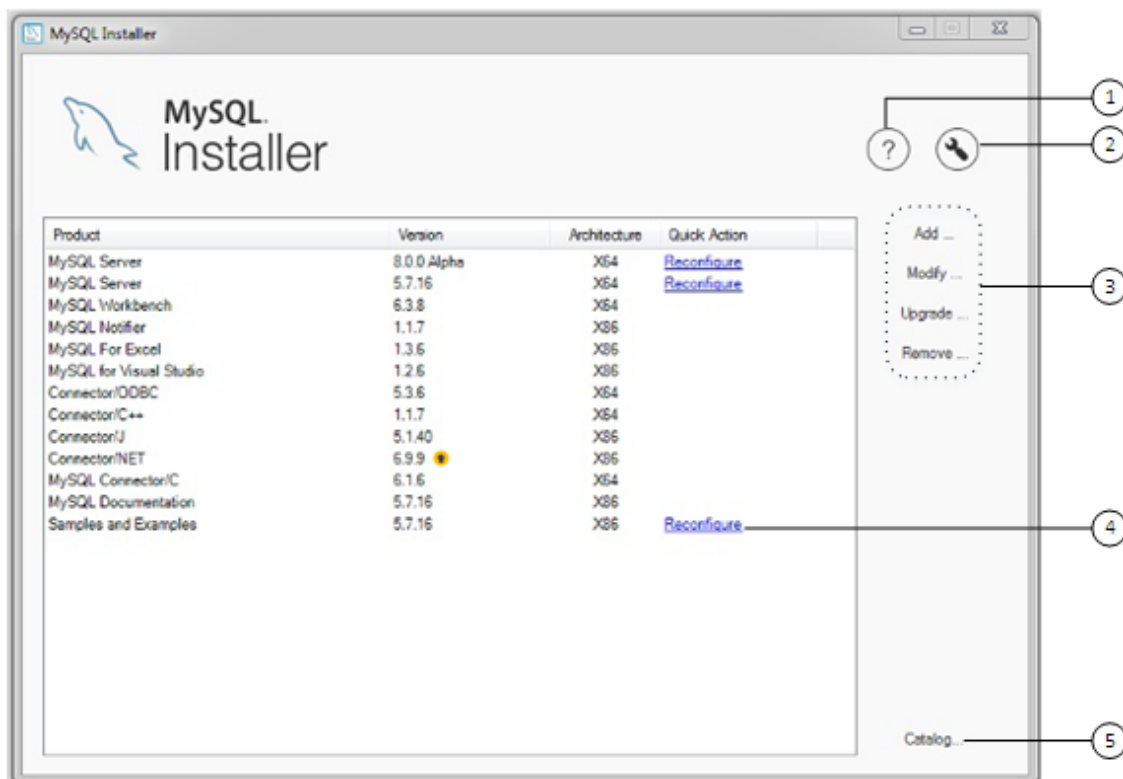 MySQL Installer
MySQL.
Installer
1
?
2
Product Version Architecture Quick Action
MySQL Server 8.0.0 Alpha X64 Reconfigure
MySQL Server 5.7.16 X64 Reconfigure
MySQL Workbench 6.3.8 X64
MySQL Notifier 1.1.7 X86
MySQL For Excel 1.3.6 X86
MySQL for Visual Studio 1.2.6 X86
Connector/ODBC 5.3.6 X64
Connector/C++ 1.1.7 X64
Connector/J 5.1.40 X86
Connector/NET 6.9.9 X86
MySQL Connector/C 6.1.6 X64
MySQL Documentation 5.7.16 X86
Samples and Examples 5.7.16 X86 Reconfigure
Add ...
Modify ...
Upgrade ...
Remove ...
3
4
Catalog...
5